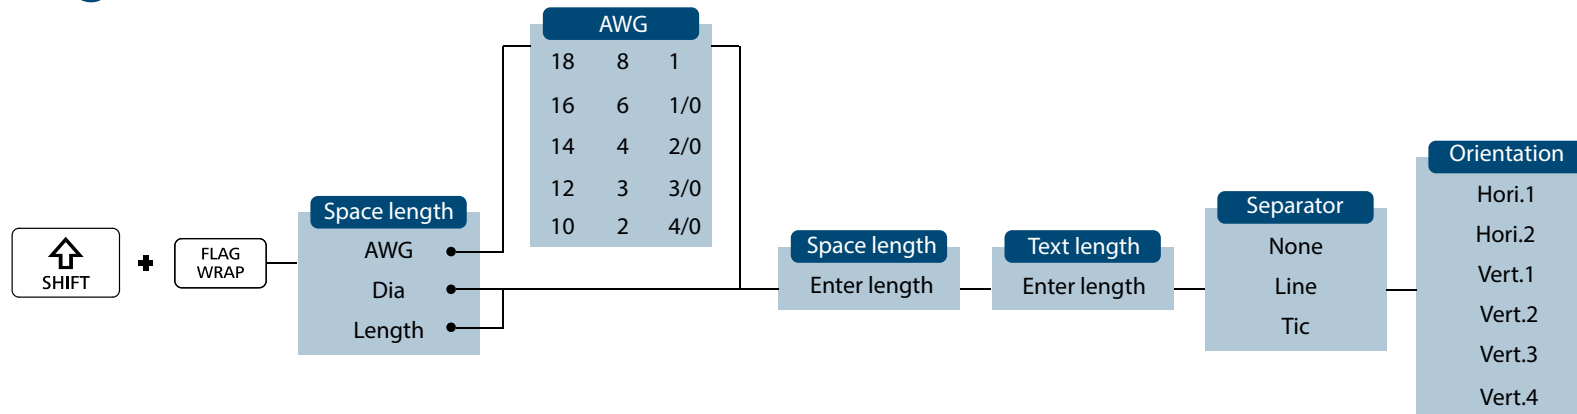 SHIFT
FLAG
WRAP
Space length
AWG
Dia
Length
AWG
18 8 1
16 6 1/0
14 4 2/0
12 3 3/0
10 2 4/0
Space length
Enter length
Text length
Enter length
Separator
None
Line
Tic
Orientation
Hori.1
Hori.2
Vert.1
Vert.2
Vert.3
Vert.4